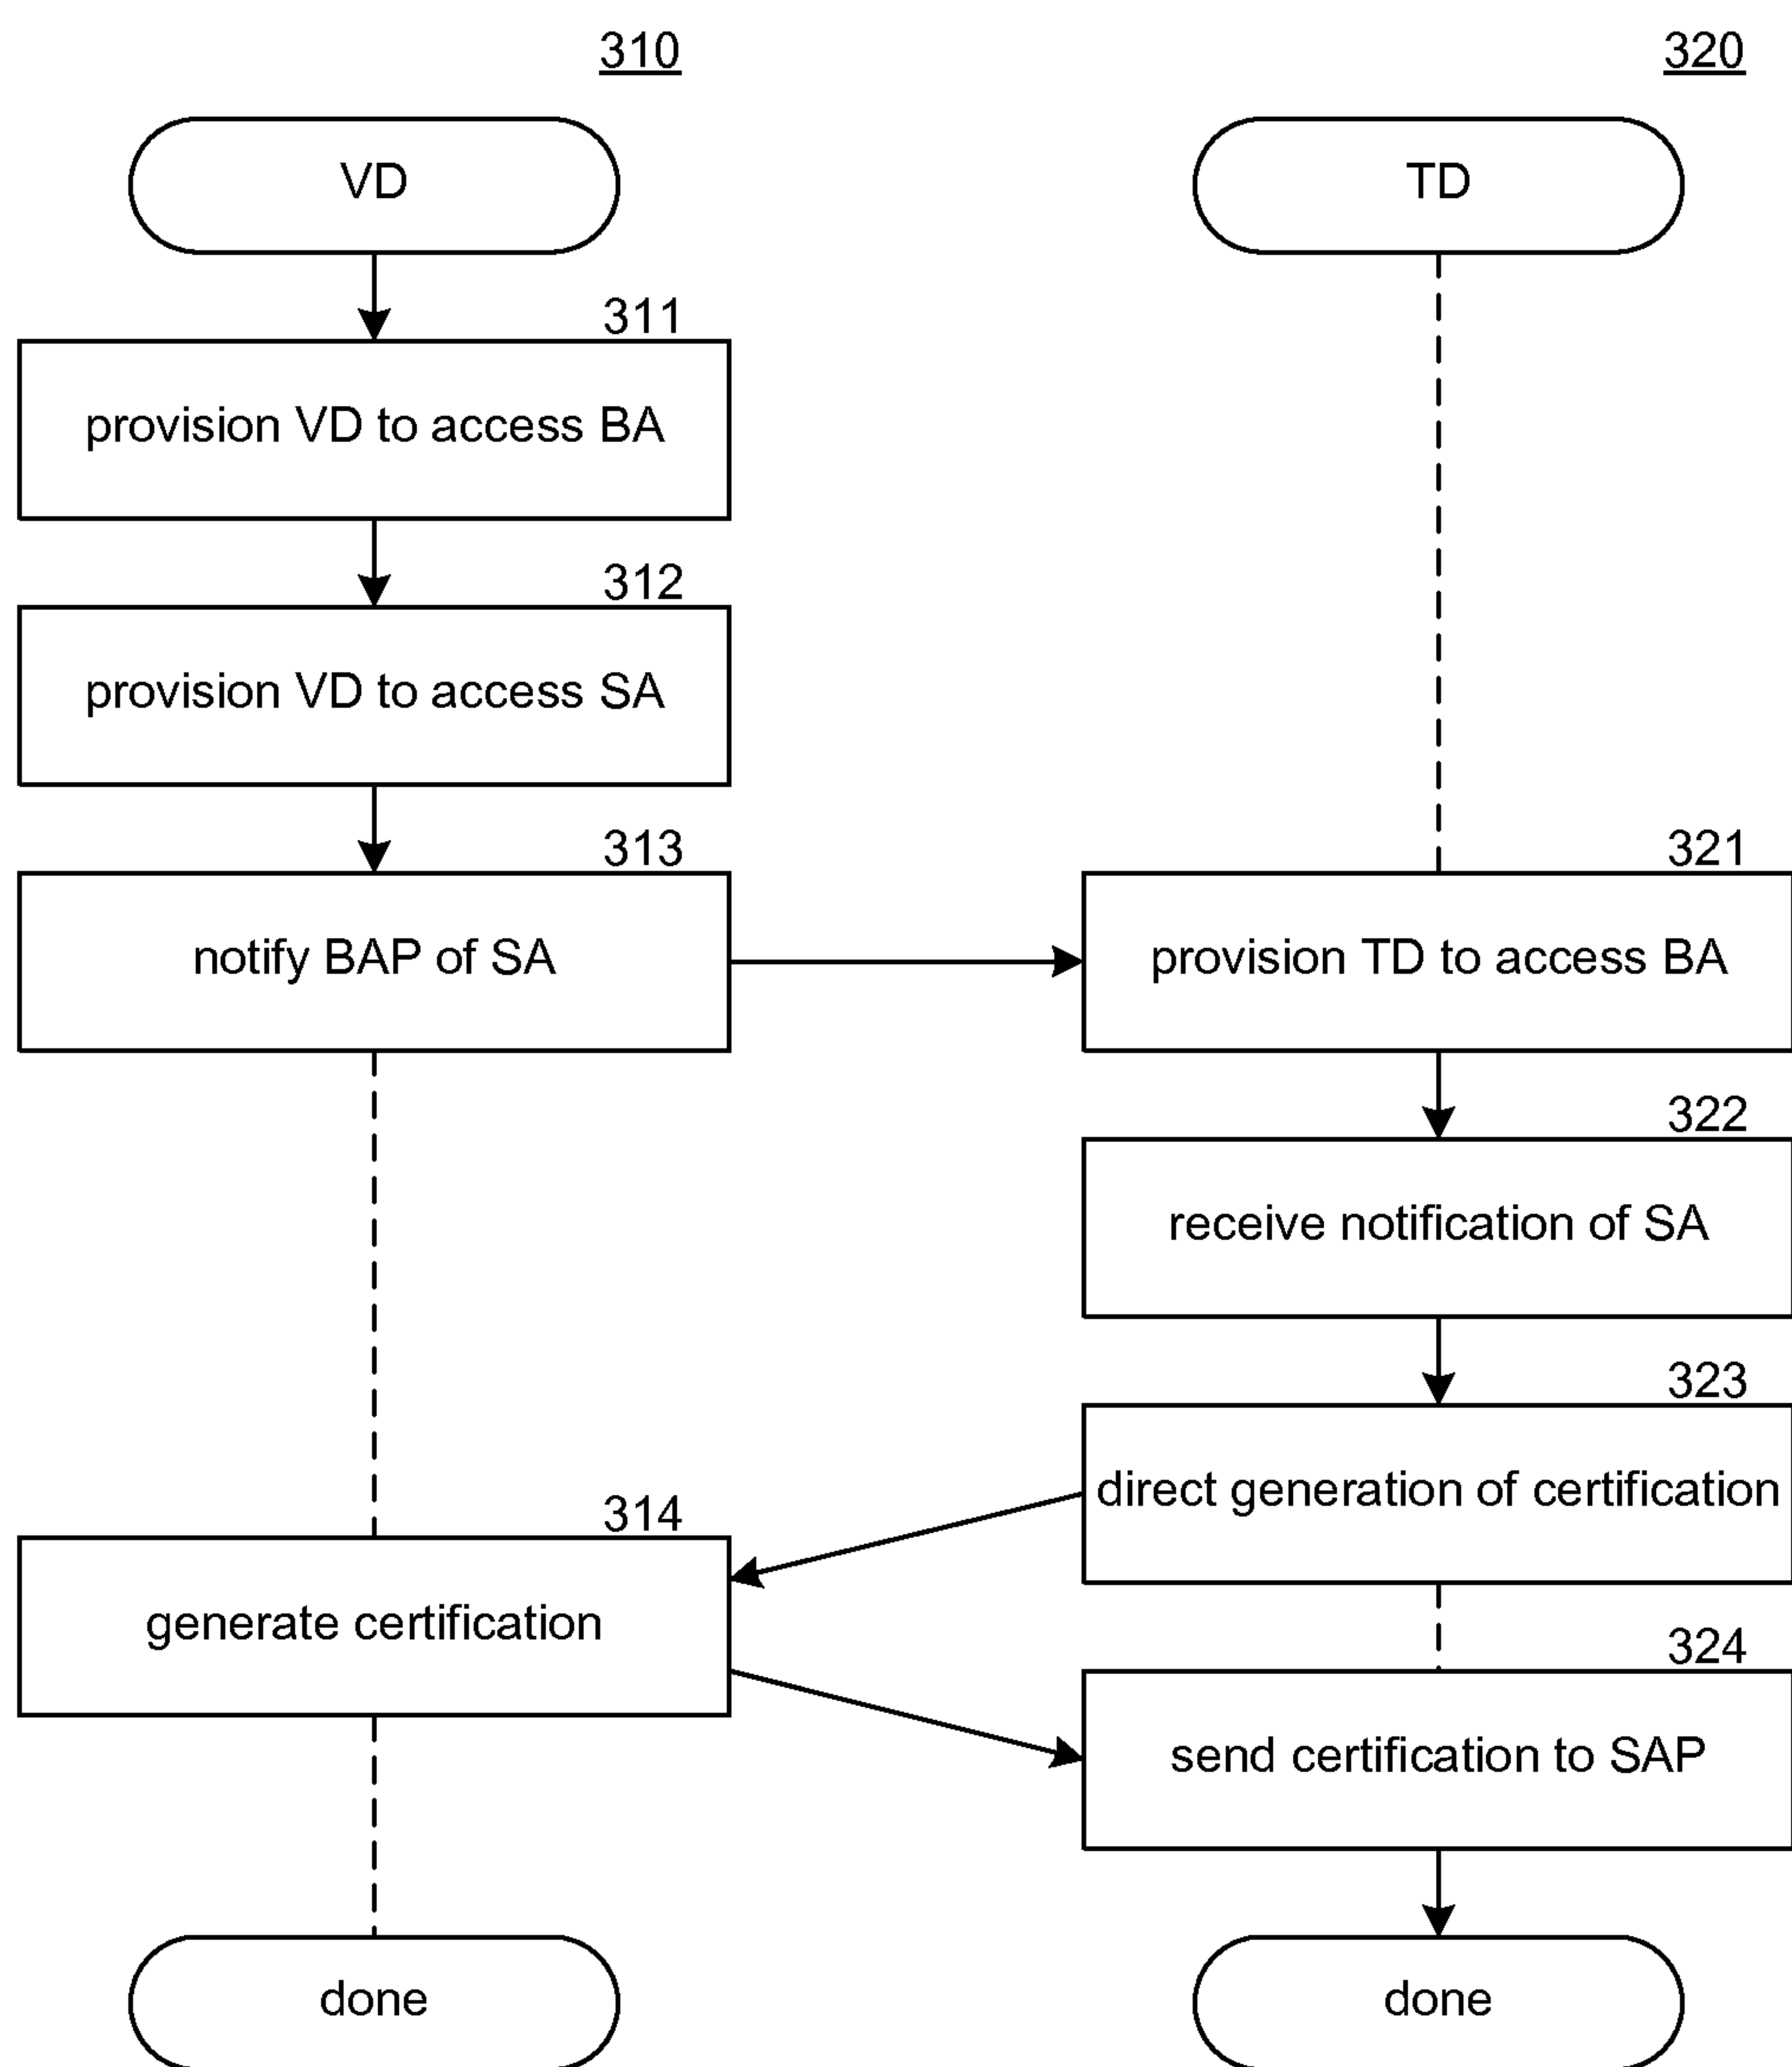 310
320
VD
TD
311
provision VD to access BA
312
provision VD to access SA
313
notify BAP of SA
321
provision TD to access BA
322
receive notification of SA
323
direct generation of certification
314
generate certification
324
send certification to SAP
done
done